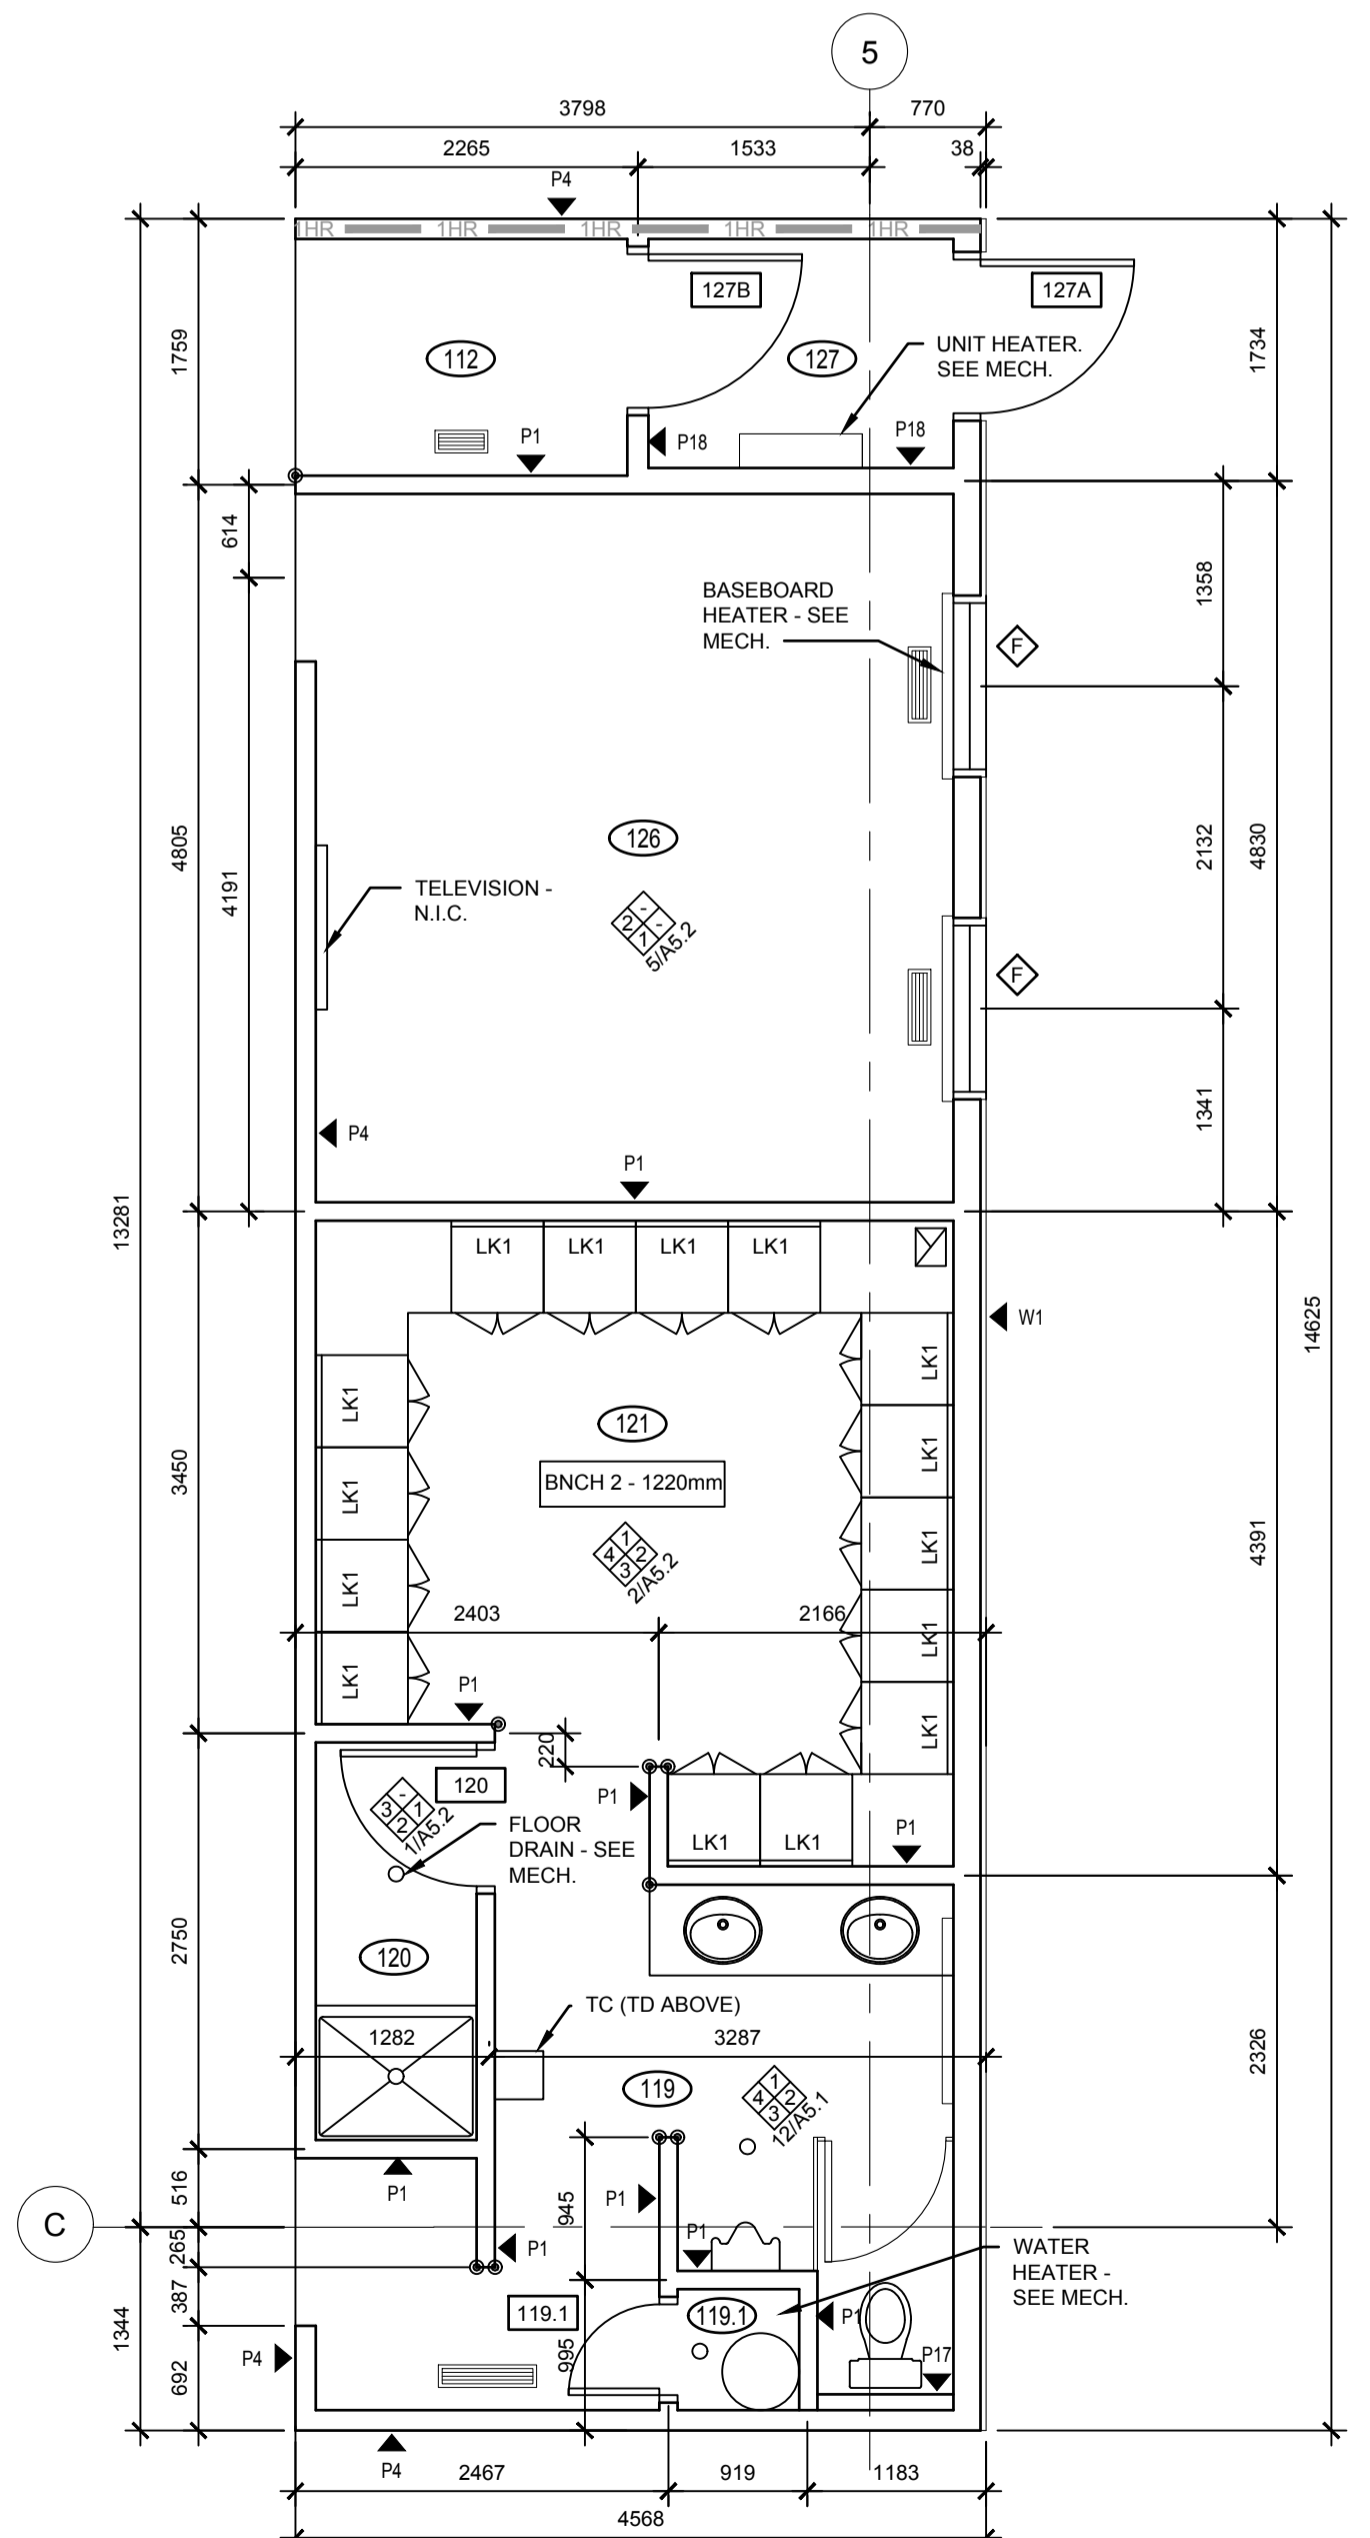 5
3798
770
2265
1533
38
P4
1HR
1HR
1HR
1HR
1HR
127B
127A
112
127
UNIT HEATER.
SEE MECH.
1759
1734
P1
P18
P18
614
BASEBOARD
HEATER - SEE
MECH.
1358
F
4805
4191
126
2132
4830
TELEVISION -
N.I.C.
2
-
-
1
5/A5.2
F
1341
P4
P1
13281
LK1
LK1
LK1
LK1
W1
14625
LK1
LK1
LK1
LK1
LK1
LK1
LK1
LK1
LK1
121
BNCH 2 - 1220mm
3450
4391
1
4
2
3
2/A5.2
2403
2166
P1
220
120
P1
3
-
1
2
1/A5.2
FLOOR
DRAIN - SEE
MECH.
LK1
LK1
P1
2750
120
TC (TD ABOVE)
1282
3287
2326
119
1
4
2
3
12/A5.1
516
P1
945
P1
C
265
P1
P1
WATER
HEATER -
SEE MECH.
387
119.1
119.1
P1
1344
P4
692
995
P17
P4
2467
919
1183
4568